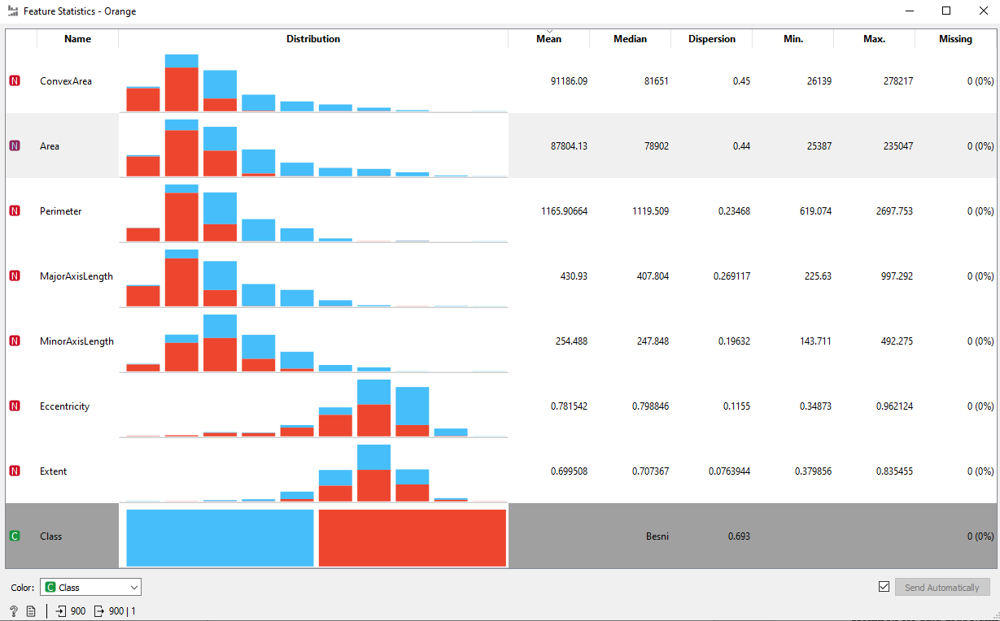 Feature Statistics - Orange
Name Distribution Mean Median Dispersion Min. Max. Missing
N ConvexArea 91186.09 81651 0.45 26139 278217 0 (0%)
N Area 87804.13 78902 0.44 25387 235047 0 (0%)
N Perimeter 1165.90664 1119.509 0.23468 619.074 2697.753 0 (0%)
N MajorAxisLength 430.93 407.804 0.269117 225.63 997.292 0 (0%)
N MinorAxisLength 254.488 247.848 0.19632 143.711 492.275 0 (0%)
N Eccentricity 0.781542 0.798846 0.1155 0.34873 0.962124 0 (0%)
N Extent 0.699508 0.707367 0.0763944 0.379856 0.835455 0 (0%)
C Class Besni 0.693 0 (0%)
Color: C Class Send Automatically
? 900 900 | 1